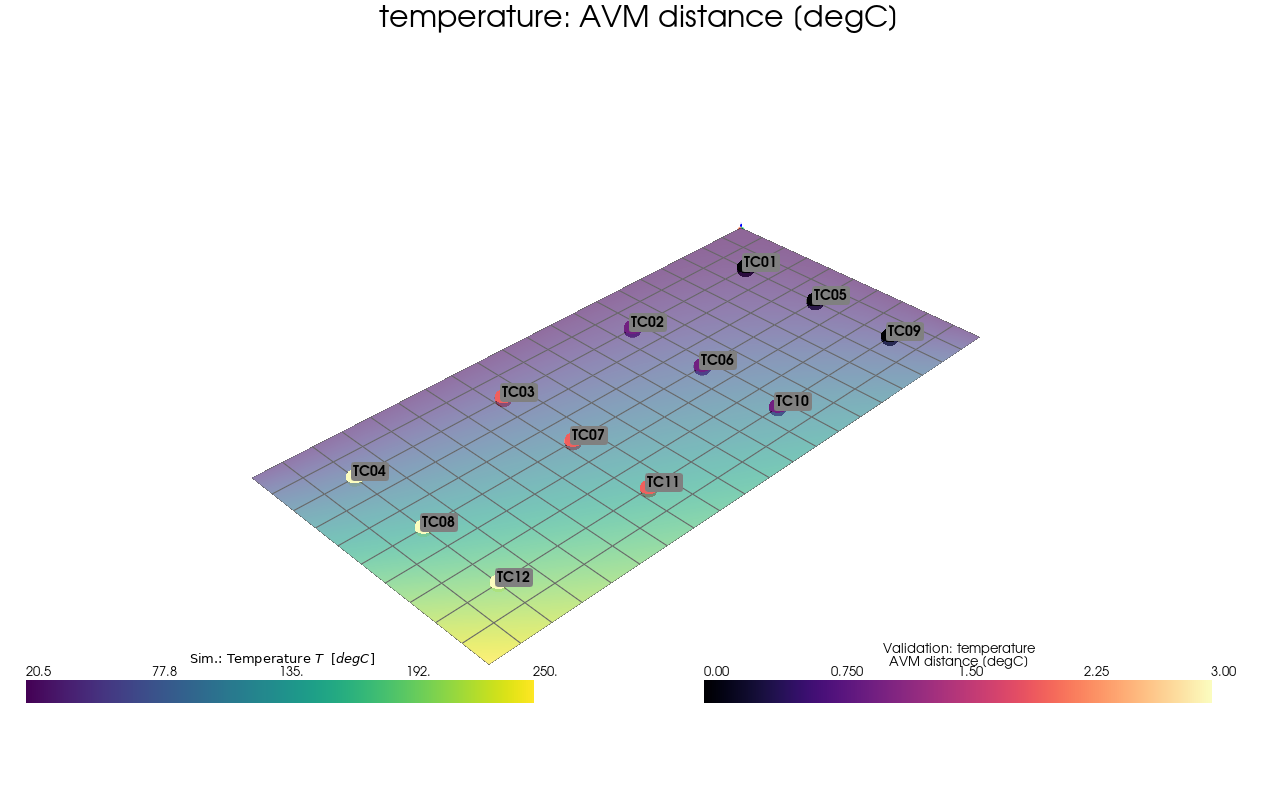 temperature: AVM distance (degC)
TC01
TC05
TC02
TC09
TC06
TC03
TC10
TC07
TC04
TC11
TC08
TC12
Sim.: Temperature T [degC]
20.5 77.8 135. 192. 250.
Validation: temperature
AVM distance (degC)
0.00 0.750 1.50 2.25 3.00